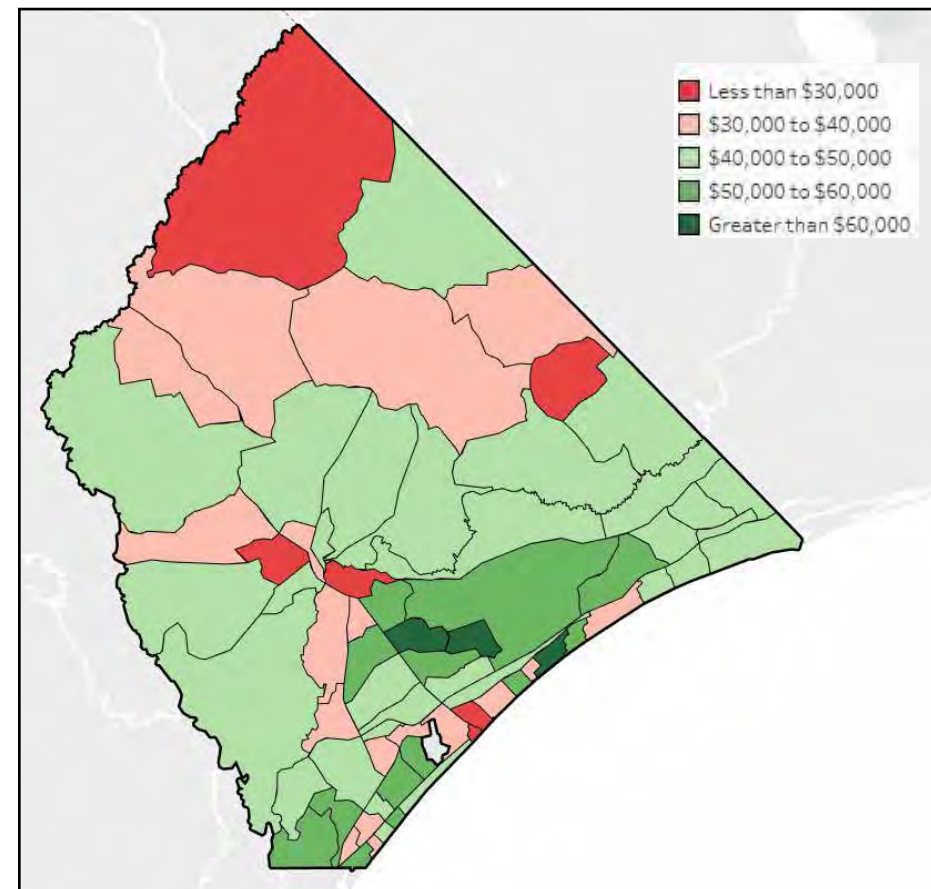 Less than $30,000
$30,000 to $40,000
$40,000 to $50,000
$50,000 to $60,000
Greater than $60,000